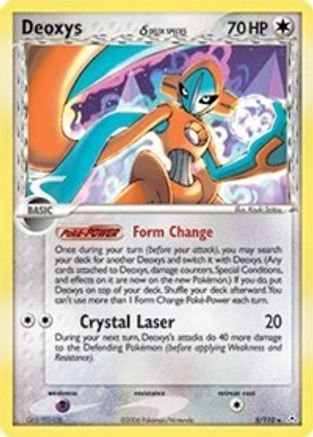 Deoxys δ DELTA SPECIES 70 HP
Illus. Kouki Saitou
BASIC
POKé-POWER Form Change
Once during your turn (before your attack), you may search
your deck for another Deoxys and switch it with Deoxys. (Any
cards attached to Deoxys, damage counters, Special Conditions,
and effects on it are now on the new Pokémon.) If you do, put
Deoxys on top of your deck. Shuffle your deck afterward. You
can't use more than 1 Form Change Poké-Power each turn.
Crystal Laser 20
During your next turn, Deoxys's attacks do 40 more damage
to the Defending Pokémon (before applying Weakness and
Resistance).
weakness resistance retreat cost
©2006 Pokémon/Nintendo